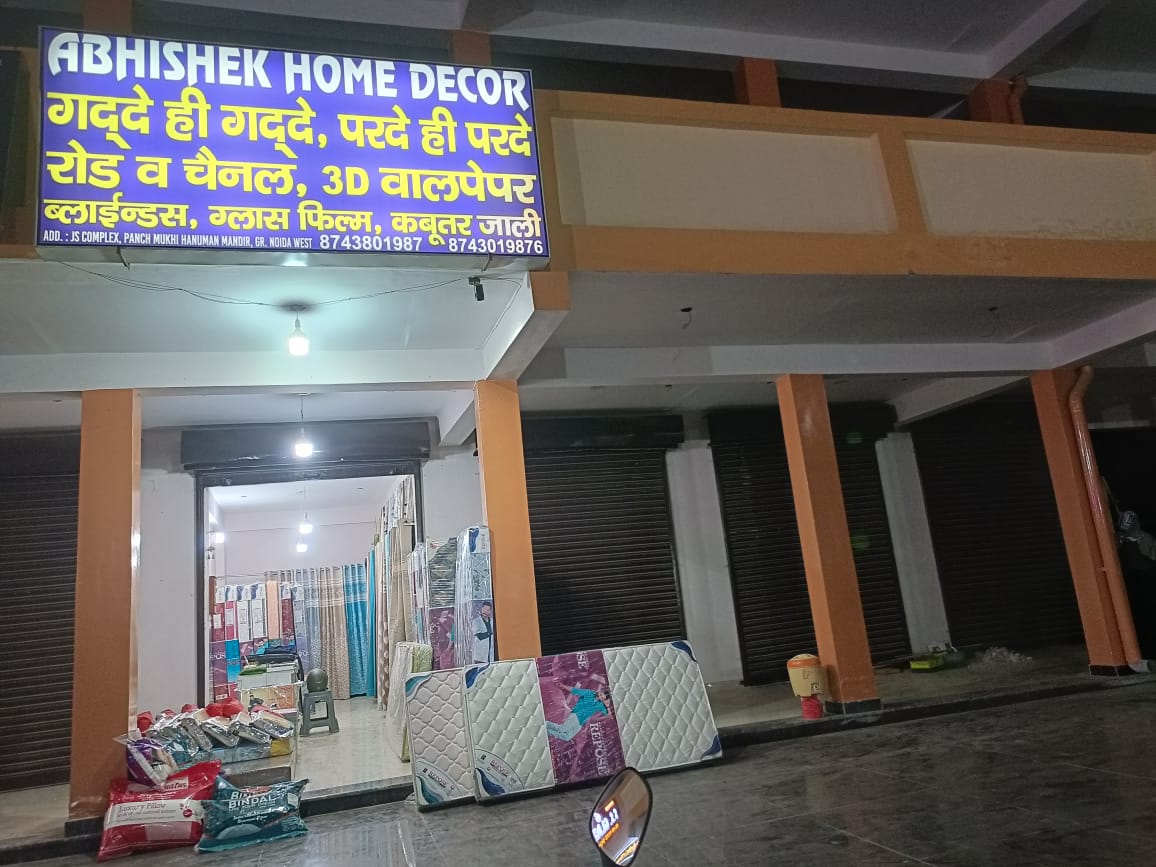 ABHISHEK HOME DECOR
गद्दे ही गद्दे, परदे ही परदे
रोड व चैनल, 3D वालपेपर
ब्लाईन्डस, ग्लास फिल्म, कबूतर जाली
ADD. : JS COMPLEX, PANCH MUKHI HANUMAN MANDIR, GR. NOIDA WEST 8743801987 8743019876
REPOSE
Luxury Pillow
BINDAL